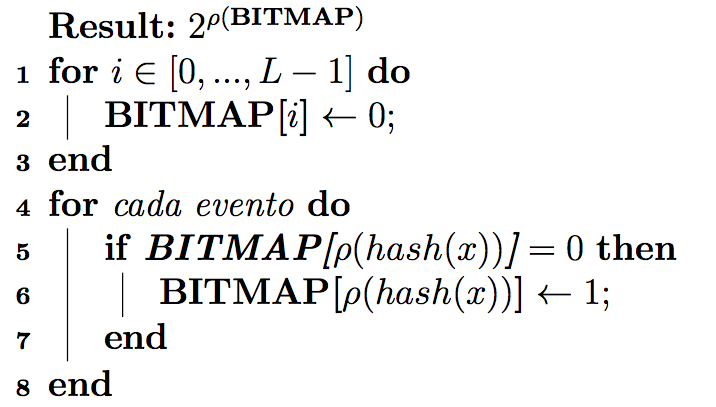 Result: 2^ρ(BITMAP)
1 for i ∈ [0, ..., L − 1] do
2 BITMAP[i] ← 0;
3 end
4 for cada evento do
5 if BITMAP[ρ(hash(x))] = 0 then
6 BITMAP[ρ(hash(x))] ← 1;
7 end
8 end